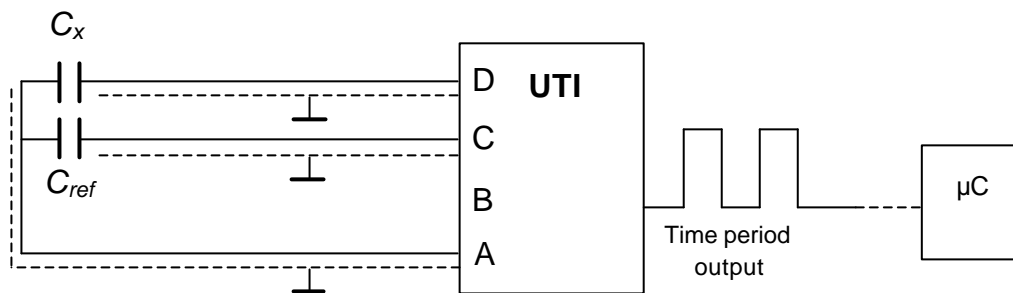 Cx
D
UTI
C
Cref
B
A
Time period
output
µC